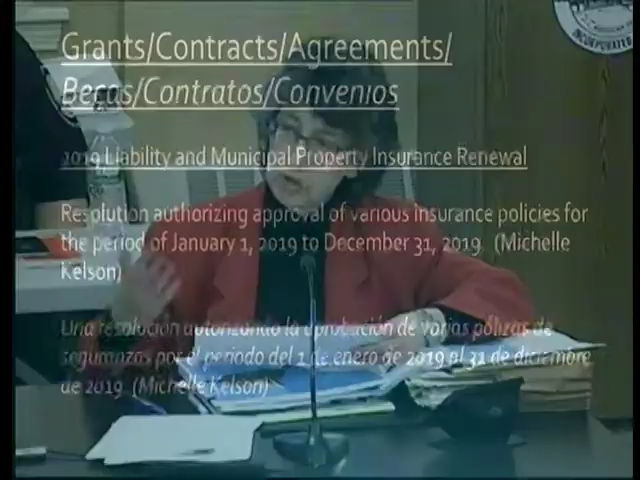 Grants/Contracts/Agreements/
Becas/Contratos/Convenios
2019 Liability and Municipal Property Insurance Renewal
Resolution authorizing approval of various insurance policies for
the period of January 1, 2019 to December 31, 2019 (Michelle
Kelson)
Una resolución autorizando la aprobación de varias pólizas de
seguranzas por el periodo del 1 de enero de 2019 al 31 de diciembre
de 2019 (Michelle Kelson)
INCORPORATED